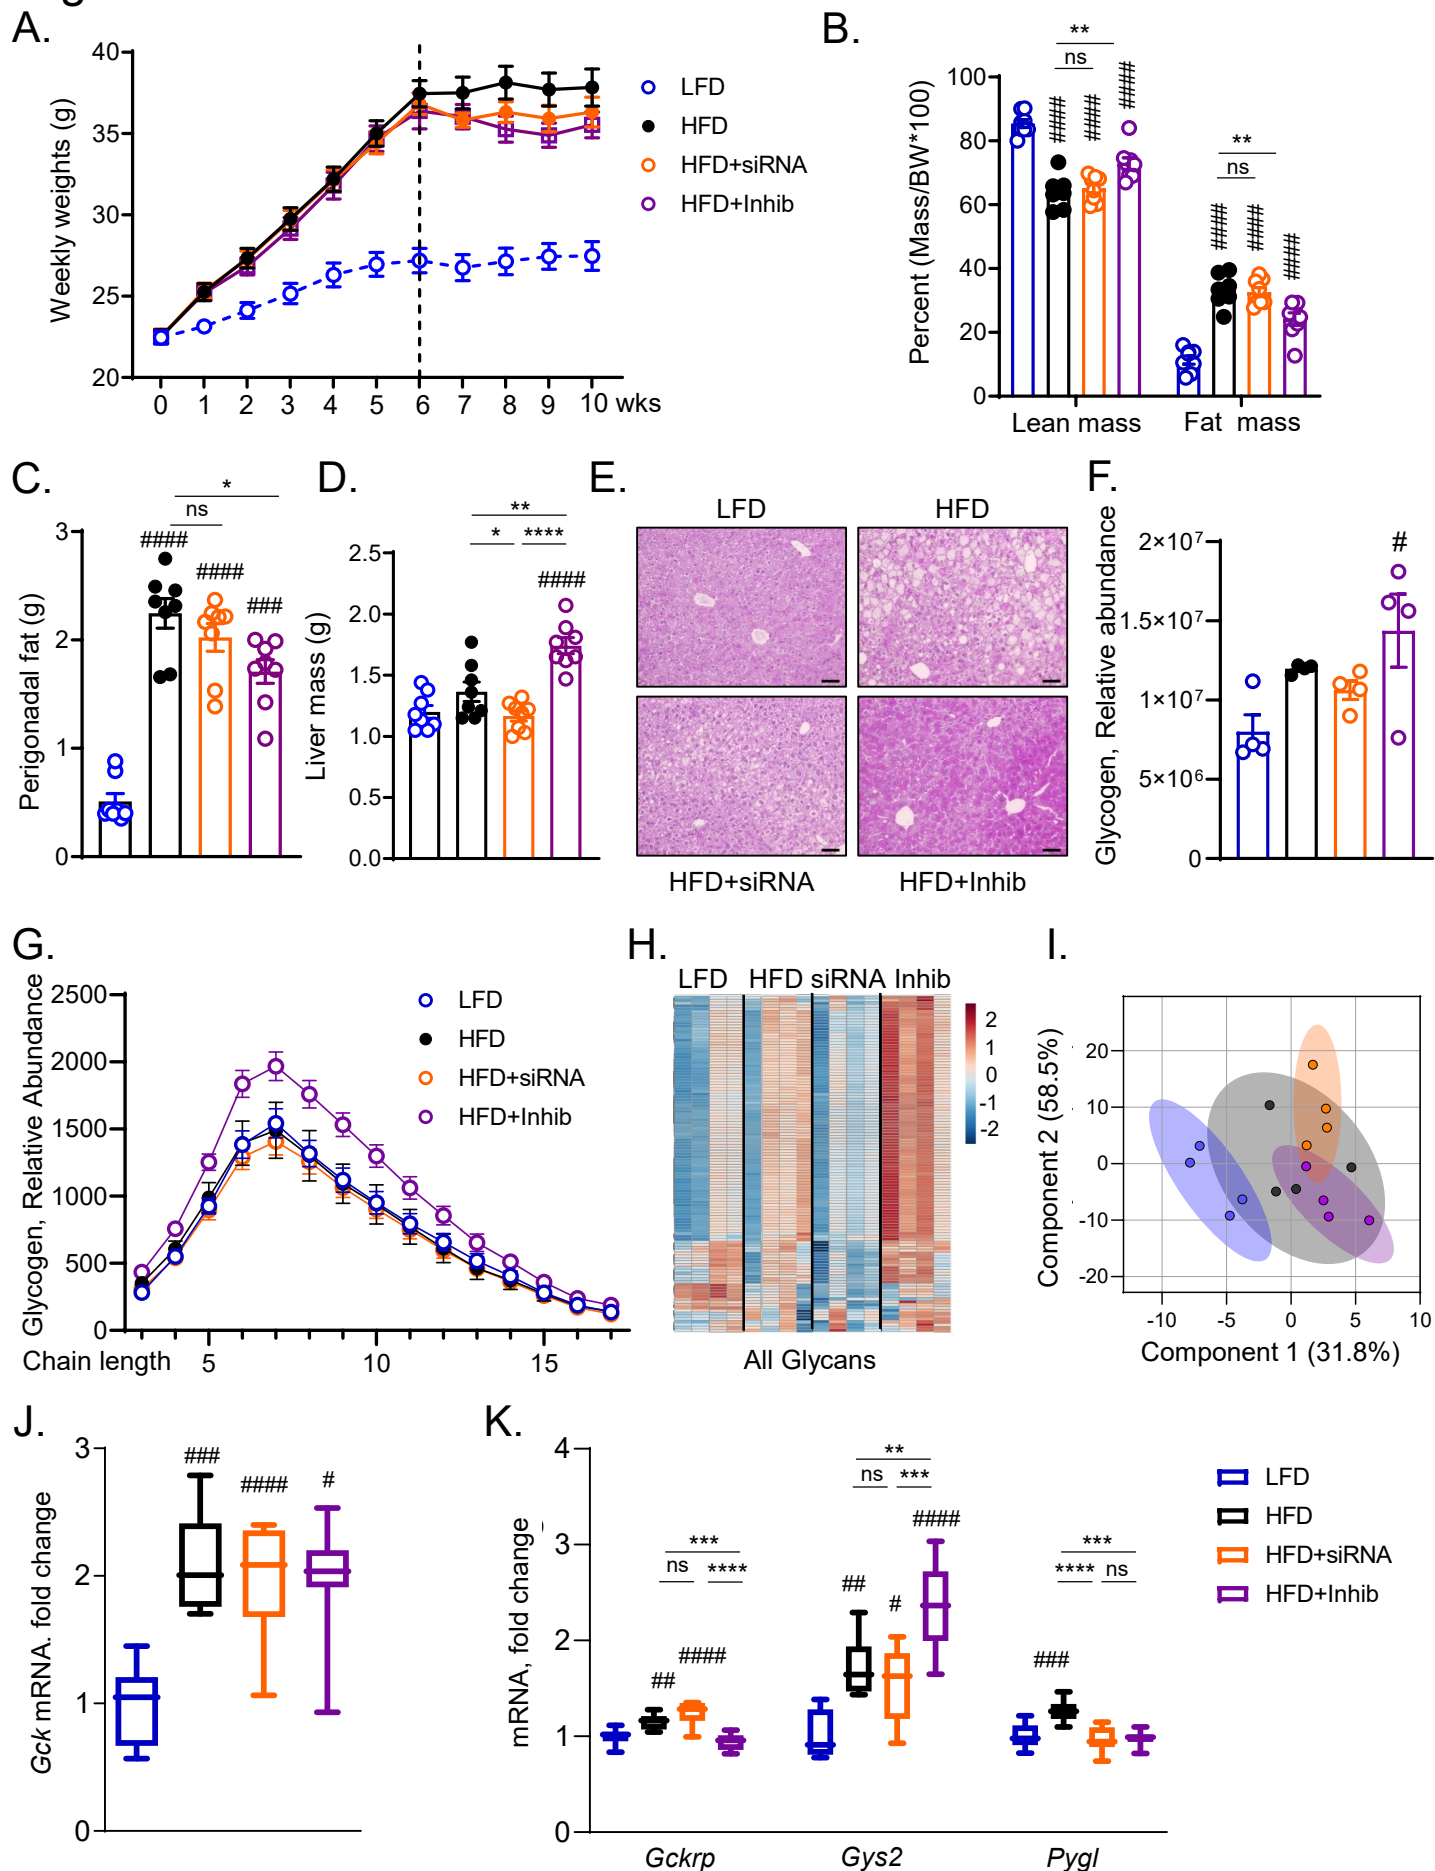 A.
40
35
30
25
20
Weekly weights (g)
0 1 2 3 4 5 6 7 8 9 10 wks
LFD
HFD
HFD+siRNA
HFD+Inhib
B.
**
ns
####
####
####
**
ns
####
####
####
100
80
60
40
20
0
Percent (Mass/BW*100)
Lean mass
Fat mass
C.
*
ns
####
####
###
3
2
1
0
Perigonadal fat (g)
D.
**
*
****
####
2.5
2.0
1.5
1.0
0.5
0.0
Liver mass (g)
E.
LFD
HFD
HFD+siRNA
HFD+Inhib
F.
#
2×10⁷
1.5×10⁷
1×10⁷
5×10⁶
0
Glycogen, Relative abundance
G.
2500
2000
1500
1000
500
0
Glycogen, Relative Abundance
Chain length 5 10 15
LFD
HFD
HFD+siRNA
HFD+Inhib
H.
LFD HFD siRNA Inhib
2
1
0
-1
-2
All Glycans
I.
20
10
0
-10
-20
Component 2 (58.5%)
-10 -5 0 5 10
Component 1 (31.8%)
J.
###
####
#
3
2
1
0
Gck mRNA. fold change
K.
4
3
2
1
0
mRNA, fold change
***
ns
****
##
####
**
ns
***
##
#
####
***
****
ns
###
Gckrp
Gys2
Pygl
LFD
HFD
HFD+siRNA
HFD+Inhib